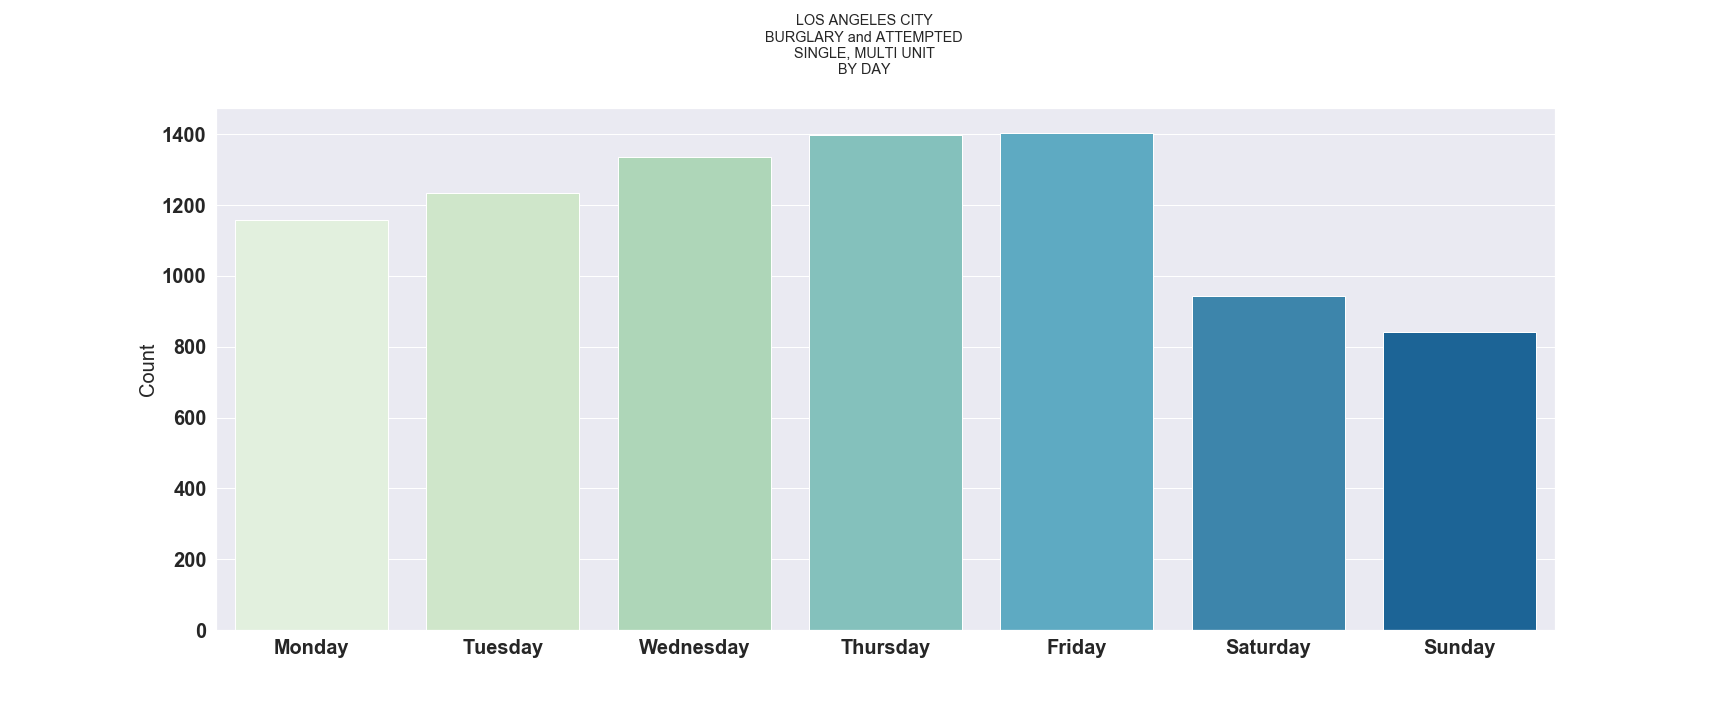 LOS ANGELES CITY
BURGLARY and ATTEMPTED
SINGLE, MULTI UNIT
BY DAY
1400
1200
1000
800
600
400
200
0
Count
Monday Tuesday Wednesday Thursday Friday Saturday Sunday